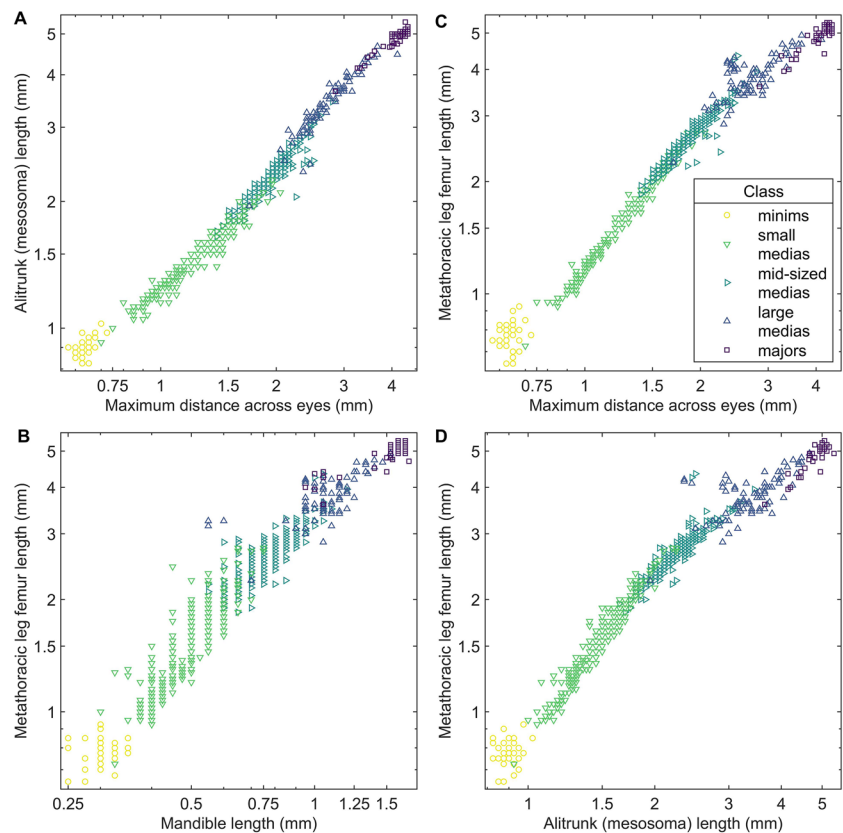 A
Alitrunk (mesosoma) length (mm)
5
4
3
2
1.5
1
0.75 1 1.5 2 3 4
Maximum distance across eyes (mm)
C
Metathoracic leg femur length (mm)
5
4
3
2
1.5
1
0.75 1 1.5 2 3 4
Maximum distance across eyes (mm)
Class
minims
small
medias
mid-sized
medias
large
medias
majors
B
Metathoracic leg femur length (mm)
5
4
3
2
1.5
1
0.25 0.5 0.75 1 1.25 1.5
Mandible length (mm)
D
Metathoracic leg femur length (mm)
5
4
3
2
1.5
1
1 1.5 2 3 4 5
Alitrunk (mesosoma) length (mm)